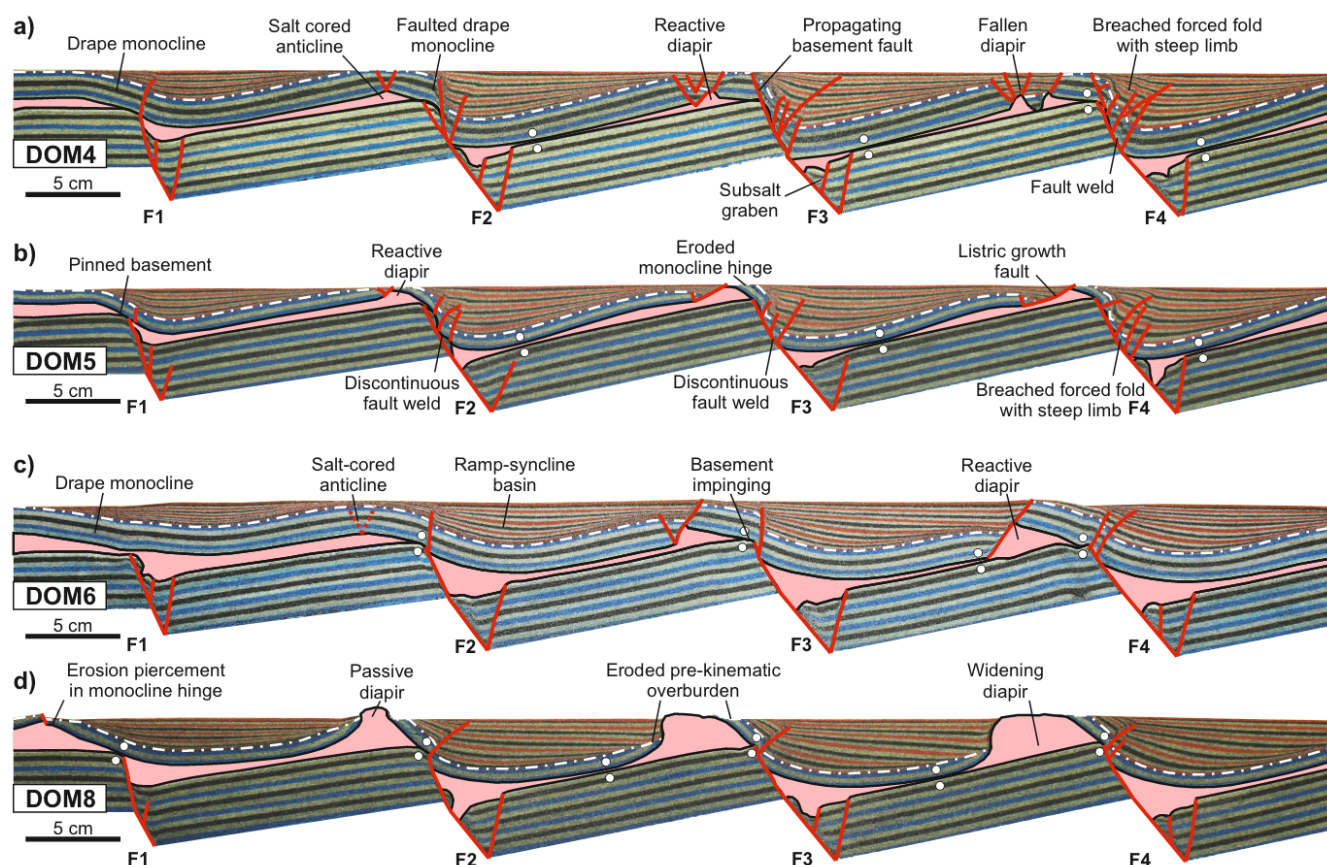 a)
Drape monocline
Salt cored
anticline
Faulted drape
monocline
Reactive
diapir
Propagating
basement fault
Fallen
diapir
Breached forced fold
with steep limb
DOM4
5 cm
F1
F2
Subsalt
graben
F3
Fault weld
F4
b)
Pinned basement
Reactive
diapir
Eroded
monocline hinge
Listric growth
fault
DOM5
5 cm
F1
Discontinuous
fault weld
F2
Discontinuous
fault weld
F3
Breached forced fold
with steep limb
F4
c)
Drape monocline
Salt-cored
anticline
Ramp-syncline
basin
Basement
impinging
Reactive
diapir
DOM6
5 cm
F1
F2
F3
F4
d)
Erosion piercement
in monocline hinge
Passive
diapir
Eroded pre-kinematic
overburden
Widening
diapir
DOM8
5 cm
F1
F2
F3
F4